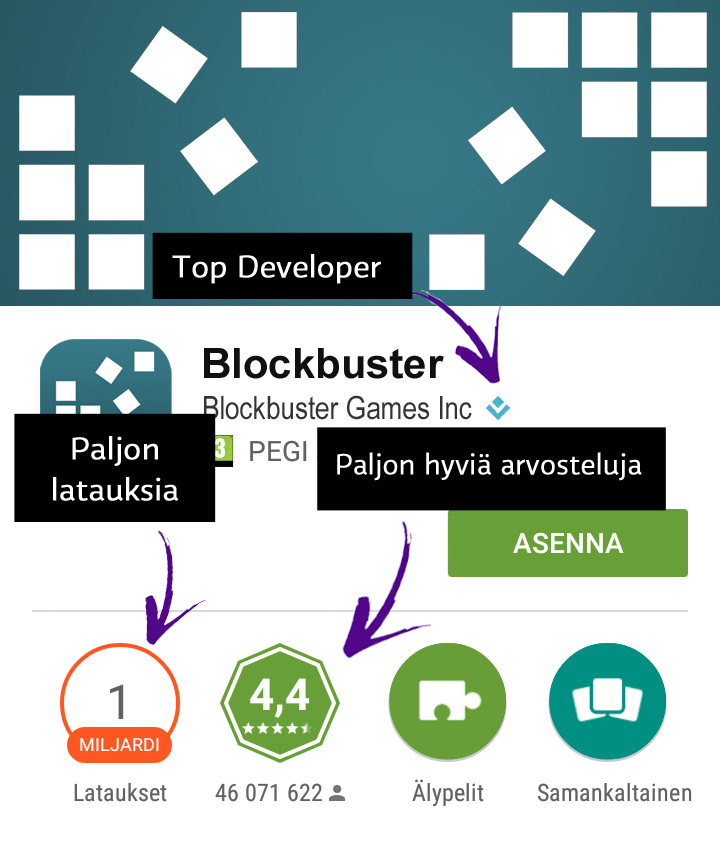 Top Developer
Blockbuster
Blockbuster Games Inc
3 PEGI
Paljon
latauksia
Paljon hyviä arvosteluja
ASENNA
1
MILJARDI
4,4
Lataukset
46 071 622
Älypelit
Samankaltainen